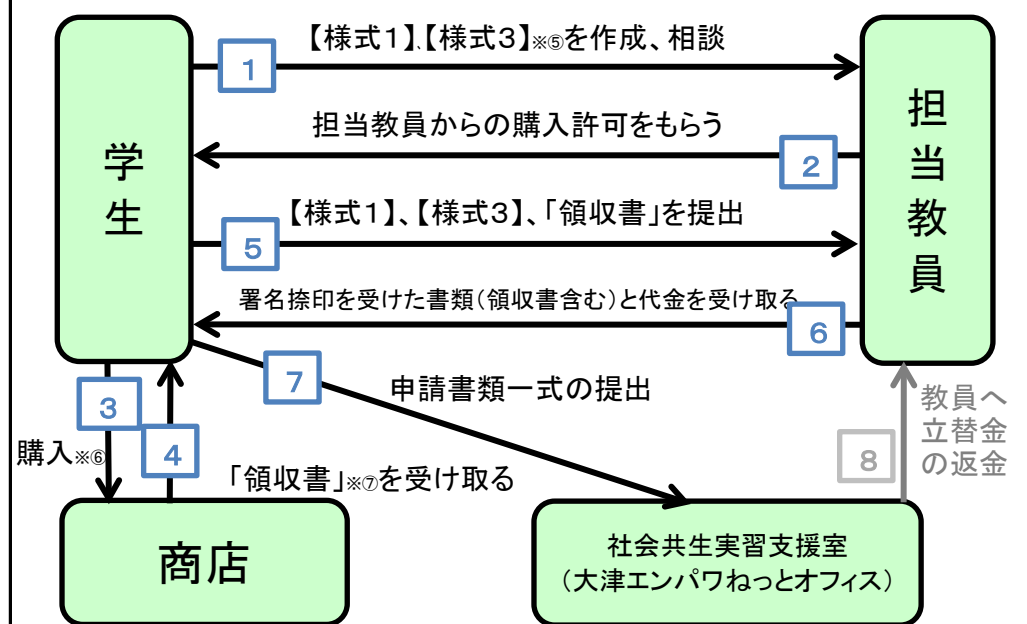 【様式1】、【様式3】※⑤を作成、相談
1
担当教員からの購入許可をもらう
2
学生
担当教員
【様式1】、【様式3】、「領収書」を提出
5
署名捺印を受けた書類(領収書含む)と代金を受け取る
6
7
申請書類一式の提出
3
購入※⑥
4
「領収書」※⑦を受け取る
8
教員へ
立替金
の返金
商店
社会共生実習支援室
(大津エンパワねっとオフィス)